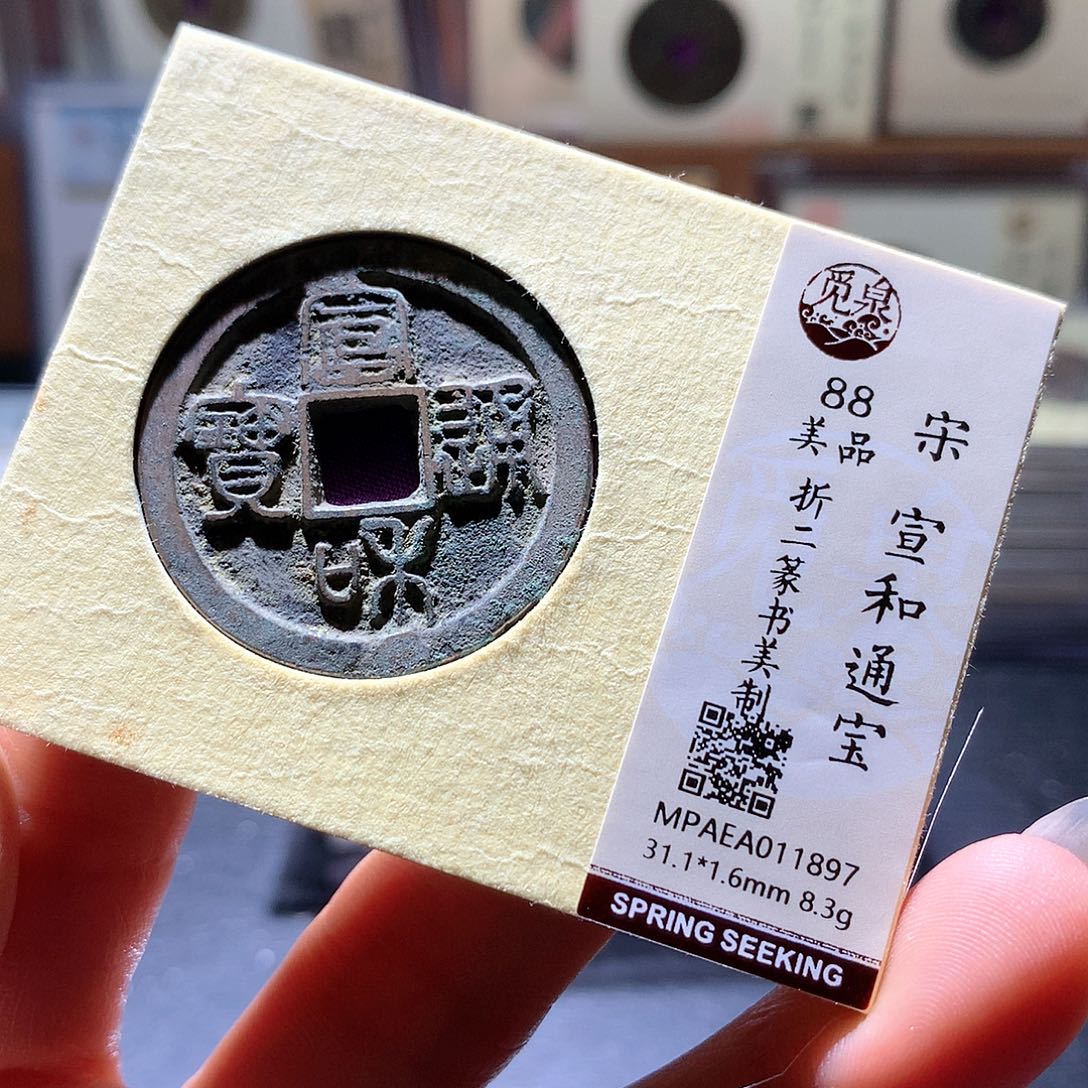 宣和通寳
觅泉
88
美品
宋 宣和通宝
折二篆书美制
MPAEA011897
31.1*1.6mm 8.3g
SPRING SEEKING